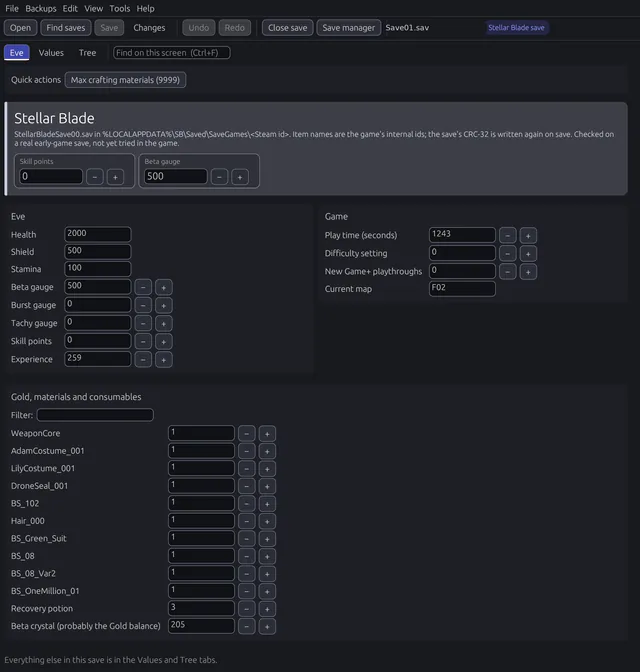 File Backups Edit View Tools Help
Open Find saves Save Changes Undo Redo Close save Save manager Save01.sav Stellar Blade save
Eve Values Tree Find on this screen (Ctrl+F)
Quick actions Max crafting materials (9999)
Stellar Blade
StellarBladeSave00.sav in %LOCALAPPDATA%\SB\Saved\SaveGames\<Steam id>. Item names are the game's internal ids; the save's CRC-32 is written again on save. Checked
on a real early-game save, not yet tried in the game.
Skill points Beta gauge
0 − + 500 − +
Eve
Health 2000
Shield 500
Stamina 100
Beta gauge 500 − +
Burst gauge 0 − +
Tachy gauge 0 − +
Skill points 0 − +
Experience 259 − +
Game
Play time (seconds) 1243 − +
Difficulty setting 0 − +
New Game+ playthroughs 0 − +
Current map F02
Gold, materials and consumables
Filter:
WeaponCore 1 − +
AdamCostume_001 1 − +
LilyCostume_001 1 − +
DroneSeal_001 1 − +
BS_102 1 − +
Hair_000 1 − +
BS_Green_Suit 1 − +
BS_08 1 − +
BS_08_Var2 1 − +
BS_OneMillion_01 1 − +
Recovery potion 3 − +
Beta crystal (probably the Gold balance) 205 − +
Everything else in this save is in the Values and Tree tabs.